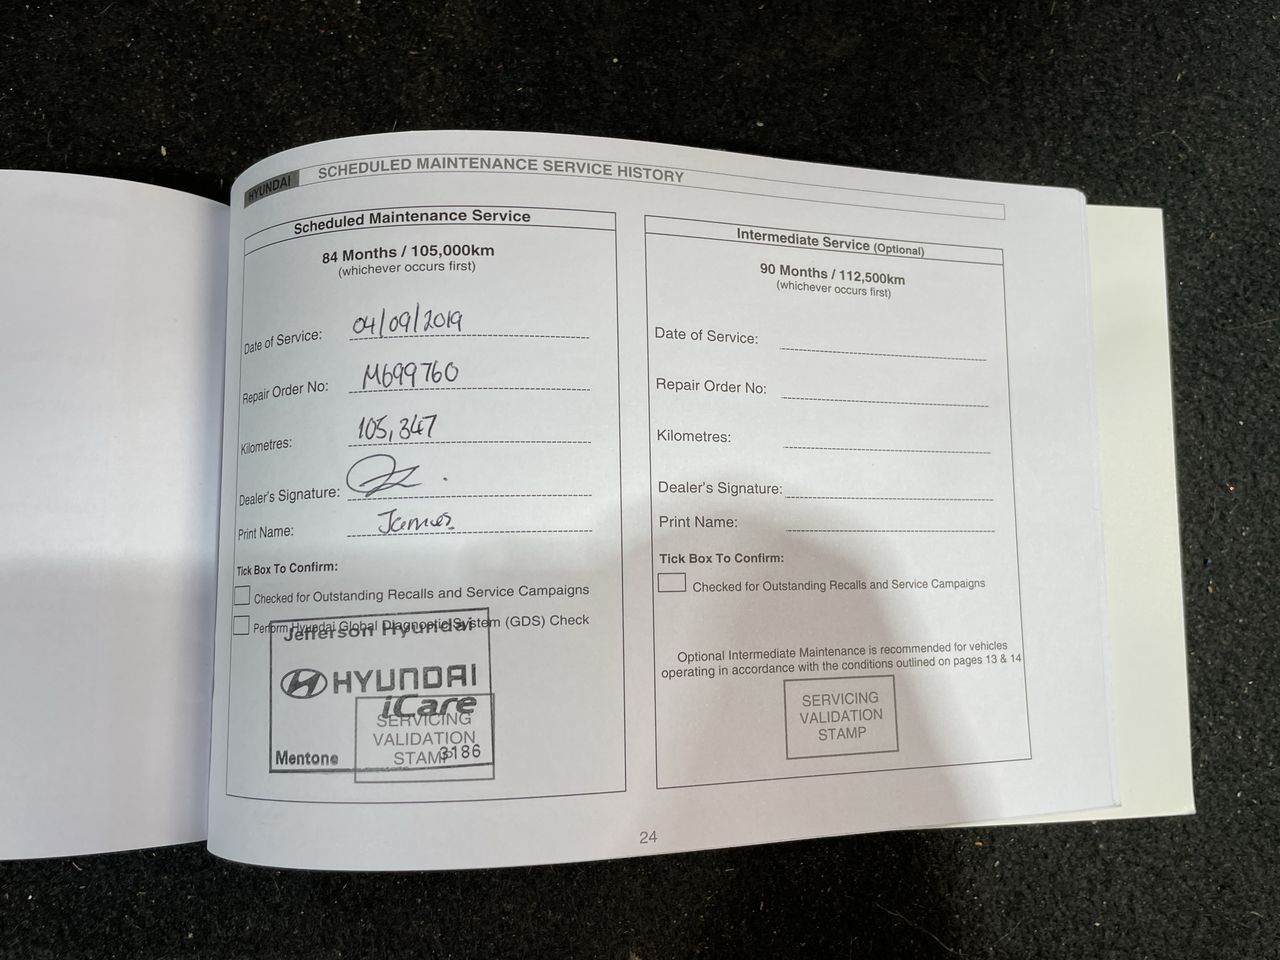 HYUNDAI SCHEDULED MAINTENANCE SERVICE HISTORY
Scheduled Maintenance Service
84 Months / 105,000km
(whichever occurs first)
Date of Service: 04/09/2019
Repair Order No: M699760
Kilometres: 105,347
Dealer's Signature:
Print Name: James
Tick Box To Confirm:
Checked for Outstanding Recalls and Service Campaigns
Perform Hyundai Global Diagnostic System (GDS) Check
Jefferson Hyundai
HYUNDAI
iCare
SERVICING
VALIDATION
STAMP
Mentone 3186
Intermediate Service (Optional)
90 Months / 112,500km
(whichever occurs first)
Date of Service:
Repair Order No:
Kilometres:
Dealer's Signature:
Print Name:
Tick Box To Confirm:
Checked for Outstanding Recalls and Service Campaigns
Optional Intermediate Maintenance is recommended for vehicles
operating in accordance with the conditions outlined on pages 13 & 14
SERVICING
VALIDATION
STAMP
24